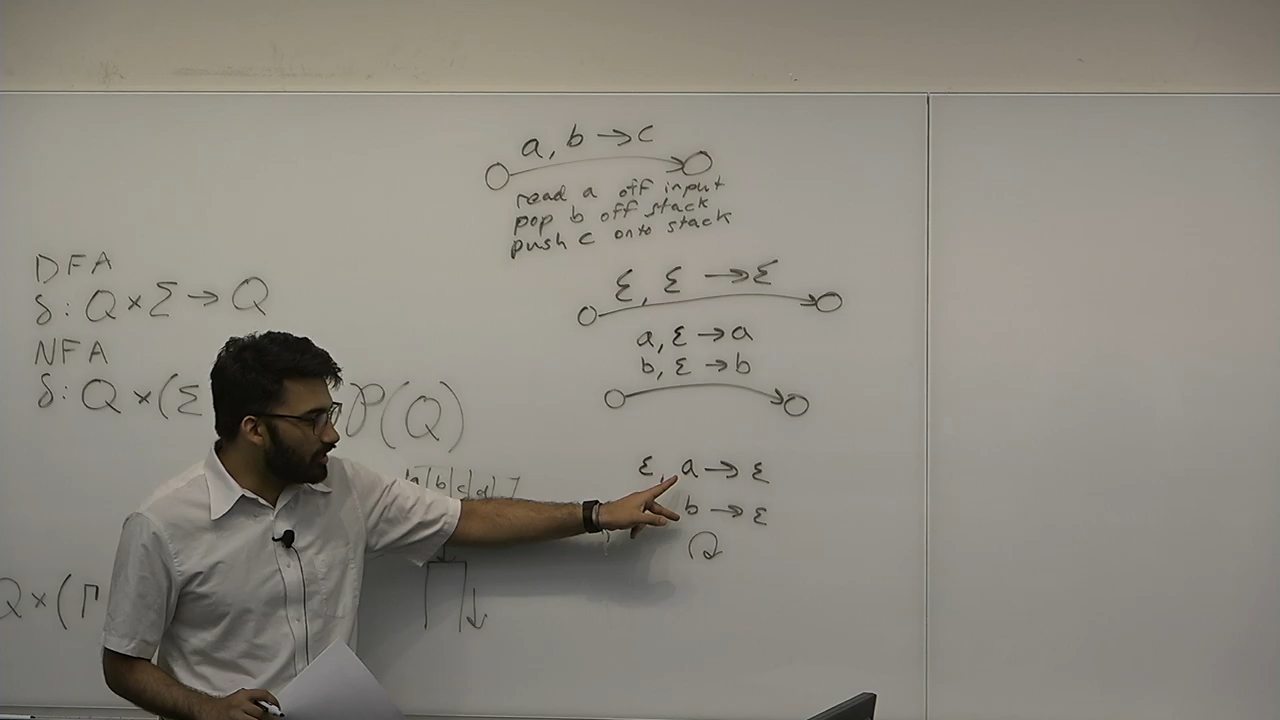 DFA
δ: Q × Σ → Q
NFA
δ: Q × (Σ
P(Q)
Q × (Γ
a, b → c
read a off input
pop b off stack
push c onto stack
ε, ε → ε
a, ε → a
b, ε → b
ε, a → ε
b → ε